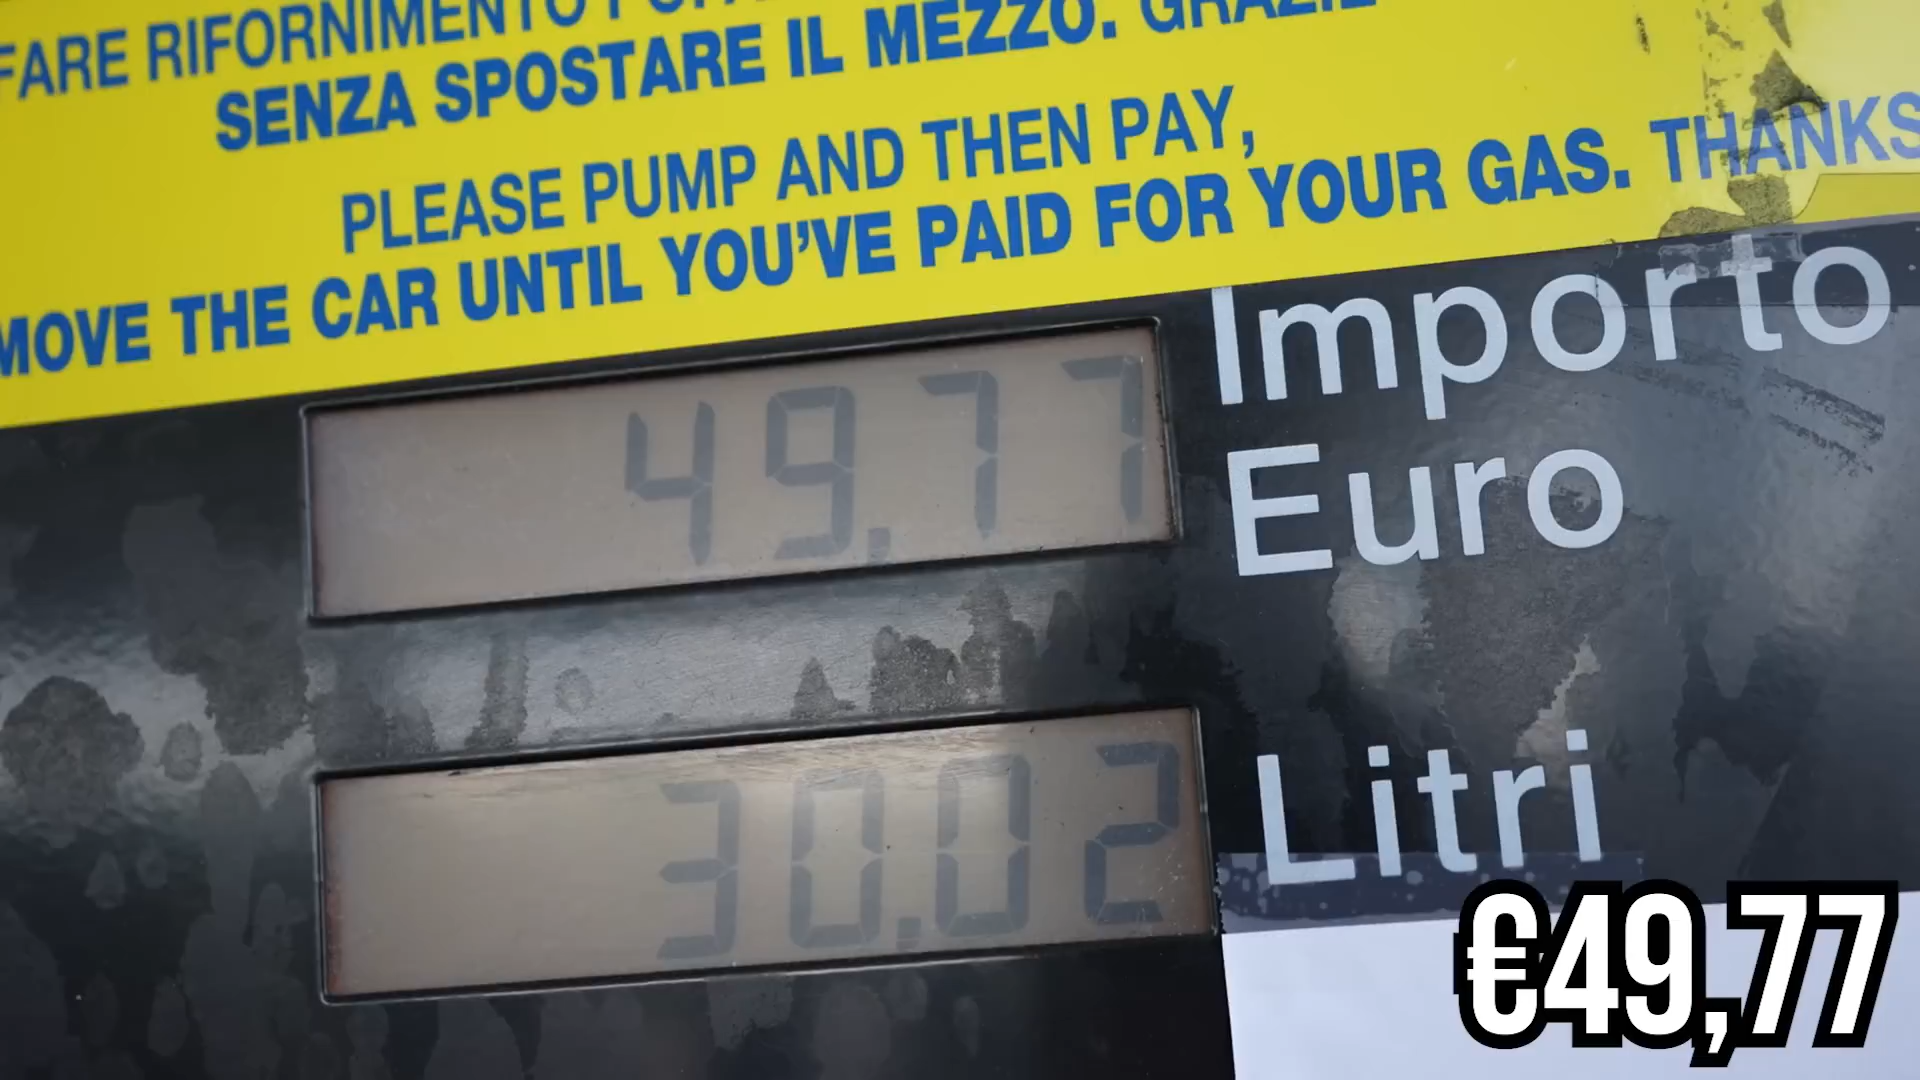 FARE RIFORNIMENTO
SENZA SPOSTARE IL MEZZO. GRAZIE
PLEASE PUMP AND THEN PAY,
MOVE THE CAR UNTIL YOU'VE PAID FOR YOUR GAS. THANKS
49.77
Importo
Euro
30.02
Litri
€49,77